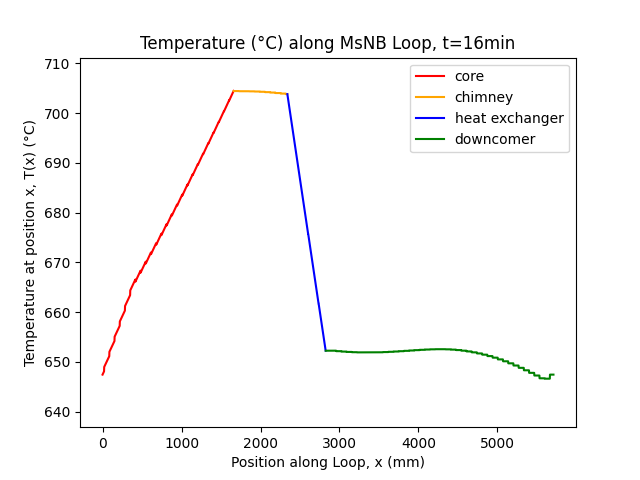 Temperature (°C) along MsNB Loop, t=16min
710
700
690
680
670
660
650
640
Temperature at position x, T(x) (°C)
core
chimney
heat exchanger
downcomer
0
1000
2000
3000
4000
5000
Position along Loop, x (mm)